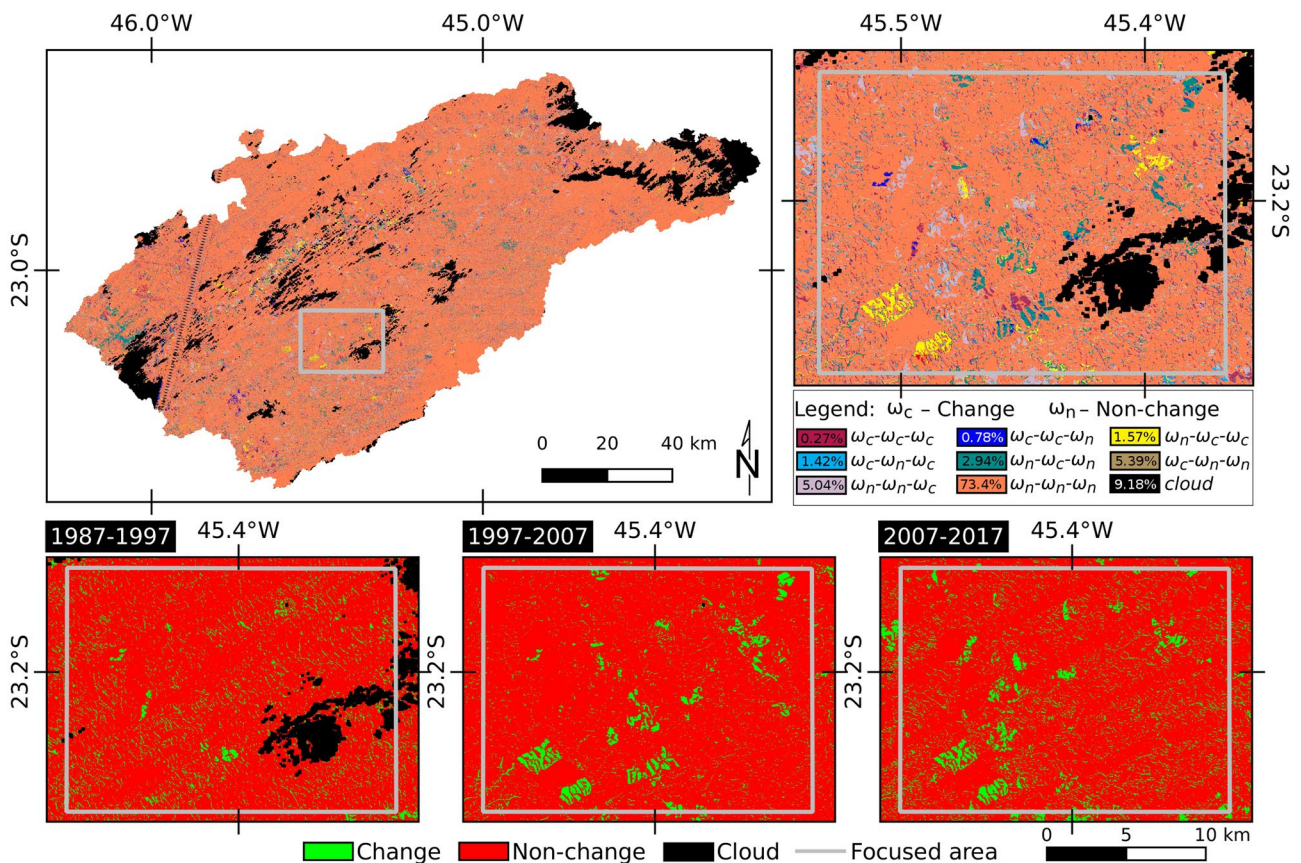 46.0°W 45.0°W 45.5°W 45.4°W
23.0°S
23.2°S
0 20 40 km
N
Legend: ωc – Change ωn – Non-change
0.27% ωc-ωc-ωc 0.78% ωc-ωc-ωn 1.57% ωn-ωc-ωc
1.42% ωc-ωn-ωc 2.94% ωn-ωc-ωn 5.39% ωc-ωn-ωn
5.04% ωn-ωn-ωc 73.4% ωn-ωn-ωn 9.18% cloud
1987-1997 45.4°W 1997-2007 45.4°W 2007-2017 45.4°W
23.2°S 23.2°S 23.2°S
0 5 10 km
Change Non-change Cloud Focused area